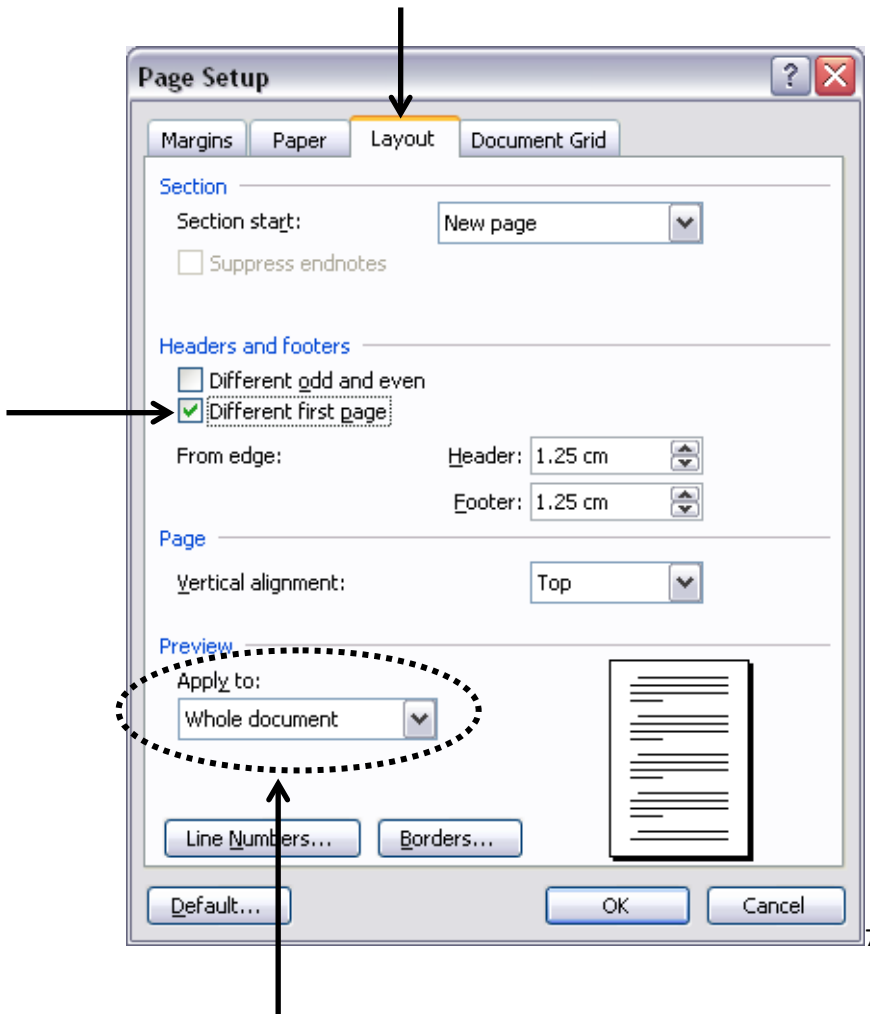 Page Setup
Margins Paper Layout Document Grid
Section
Section start: New page
Suppress endnotes
Headers and footers
Different odd and even
Different first page
From edge: Header: 1.25 cm
Footer: 1.25 cm
Page
Vertical alignment: Top
Preview
Apply to:
Whole document
Line Numbers... Borders...
Default... OK Cancel